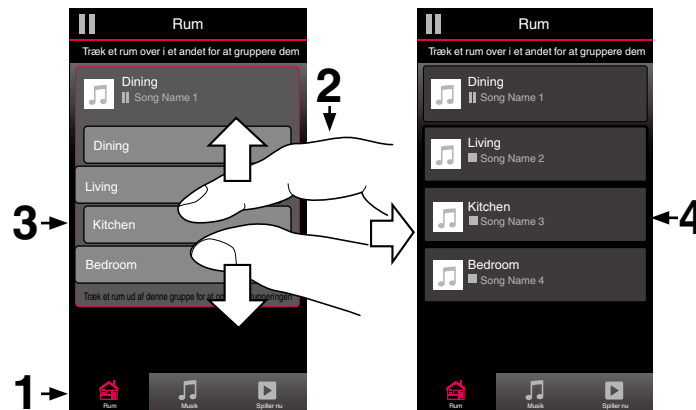 Rum
Træk et rum over i et andet for at gruppere dem
Dining
Song Name 1
Dining
Living
Kitchen
Bedroom
Træk et rum ud af denne gruppe for at op grupperingen
Rum
Musik
Spiller nu
1
2
3
Rum
Træk et rum over i et andet for at gruppere dem
Dining
Song Name 1
Living
Song Name 2
Kitchen
Song Name 3
Bedroom
Song Name 4
Rum
Musik
Spiller nu
4